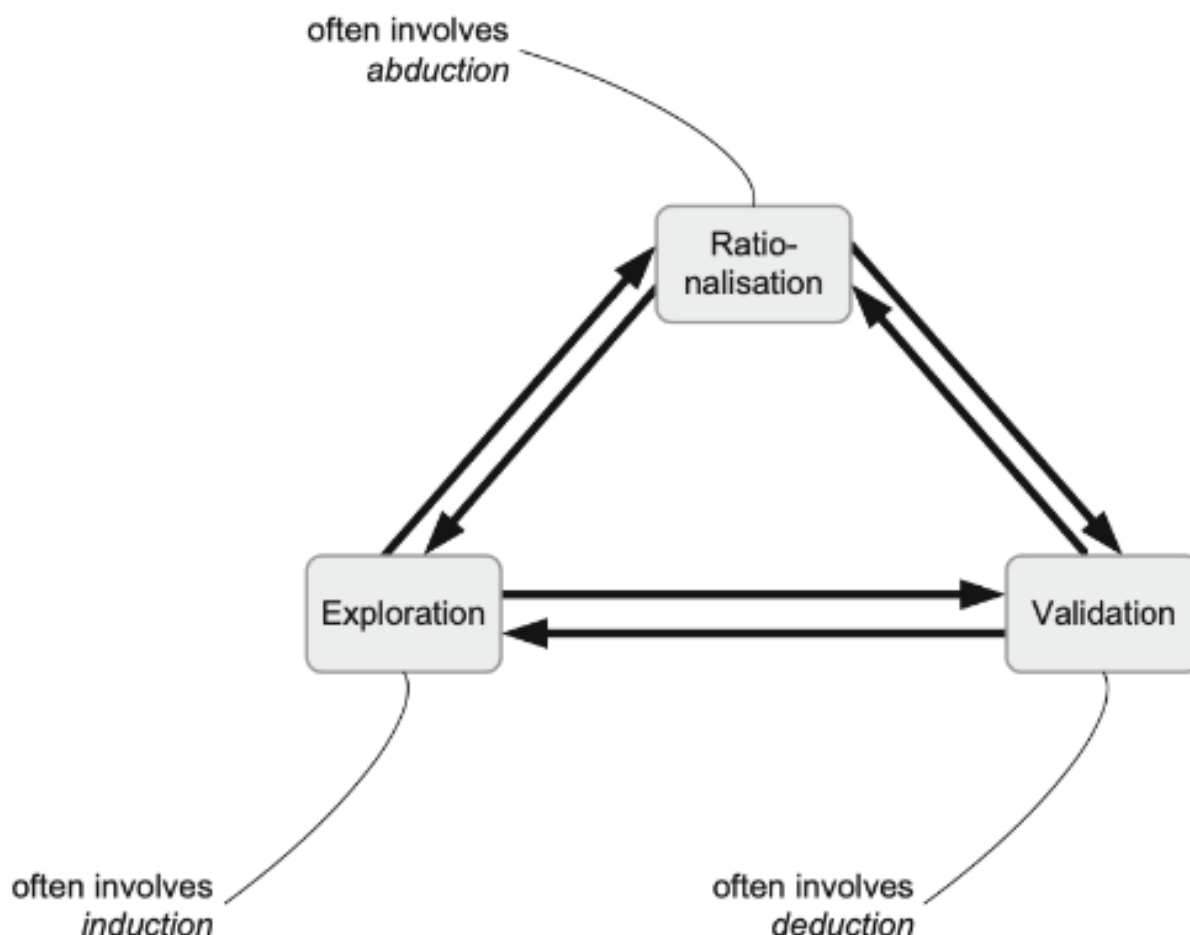 often involves
abduction
Ratio-
nalisation
Exploration
Validation
often involves
induction
often involves
deduction